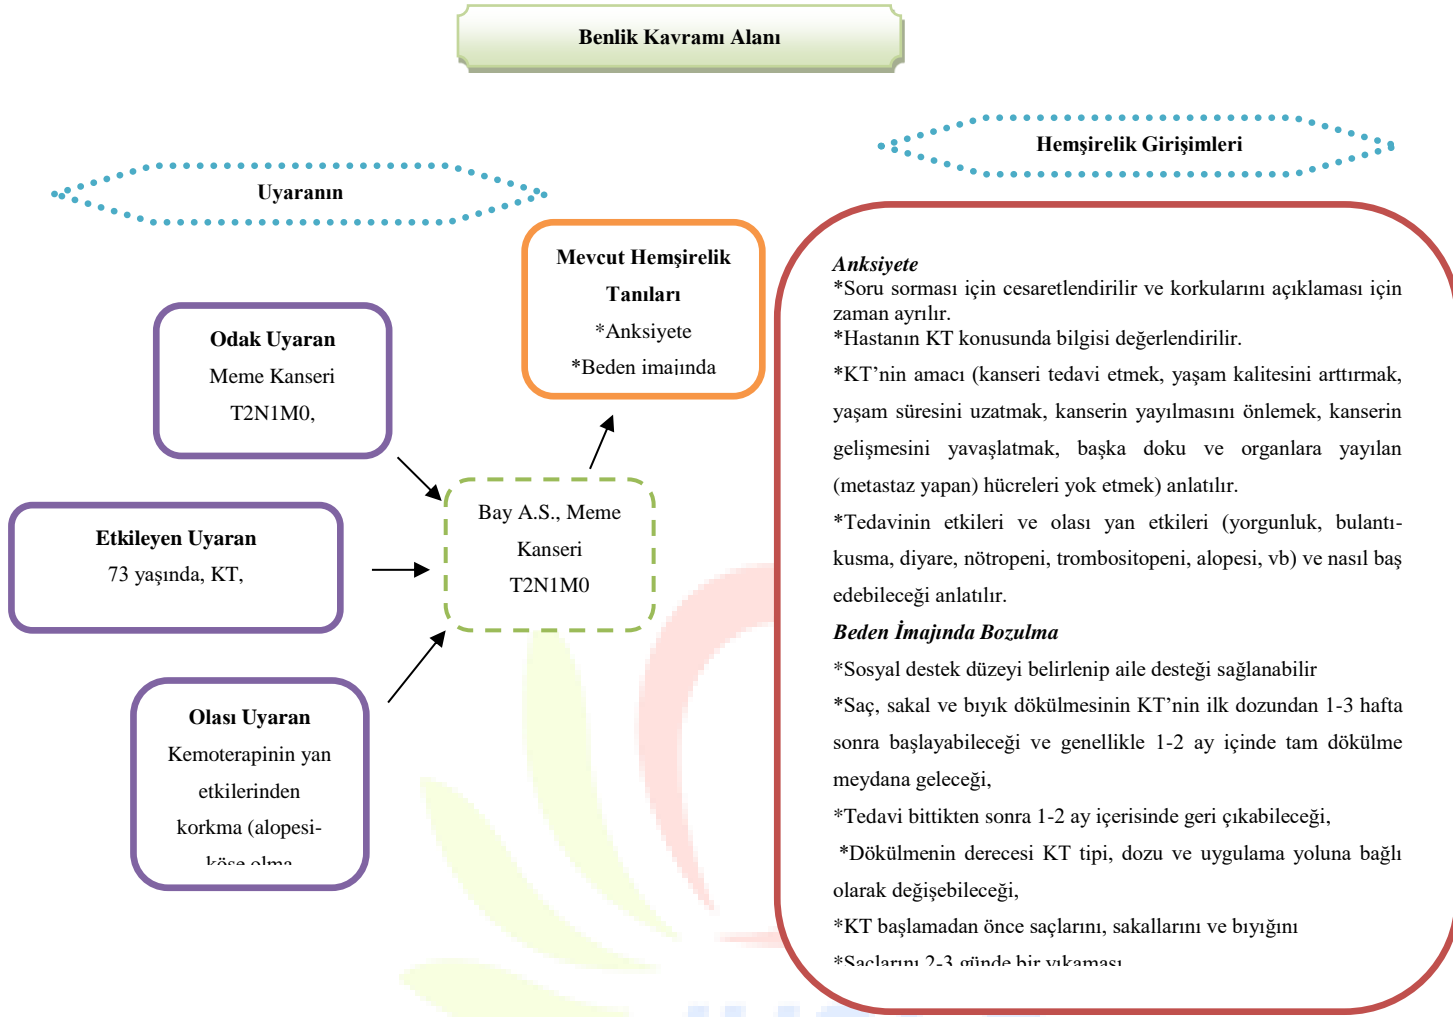 Benlik Kavramı Alanı
Uyaranın
Hemşirelik Girişimleri
Odak Uyaran
Meme Kanseri
T2N1M0,
Etkileyen Uyaran
73 yaşında, KT,
Olası Uyaran
Kemoterapinin yan
etkilerinden
korkma (alopesi-
köse olma
Bay A.S., Meme
Kanseri
T2N1M0
Mevcut Hemşirelik
Tanıları
*Anksiyete
*Beden imajında
Anksiyete
*Soru sorması için cesaretlendirilir ve korkularını açıklaması için
zaman ayrılır.
*Hastanın KT konusunda bilgisi değerlendirilir.
*KT’nin amacı (kanseri tedavi etmek, yaşam kalitesini arttırmak,
yaşam süresini uzatmak, kanserin yayılmasını önlemek, kanserin
gelişmesini yavaşlatmak, başka doku ve organlara yayılan
(metastaz yapan) hücreleri yok etmek) anlatılır.
*Tedavinin etkileri ve olası yan etkileri (yorgunluk, bulantı-
kusma, diyare, nötropeni, trombositopeni, alopesi, vb) ve nasıl baş
edebileceği anlatılır.
Beden İmajında Bozulma
*Sosyal destek düzeyi belirlenip aile desteği sağlanabilir
*Saç, sakal ve bıyık dökülmesinin KT’nin ilk dozundan 1-3 hafta
sonra başlayabileceği ve genellikle 1-2 ay içinde tam dökülme
meydana geleceği,
*Tedavi bittikten sonra 1-2 ay içerisinde geri çıkabileceği,
*Dökülmenin derecesi KT tipi, dozu ve uygulama yoluna bağlı
olarak değişebileceği,
*KT başlamadan önce saçlarını, sakallarını ve bıyığını
*Saçlarını 2-3 günde bir yıkaması